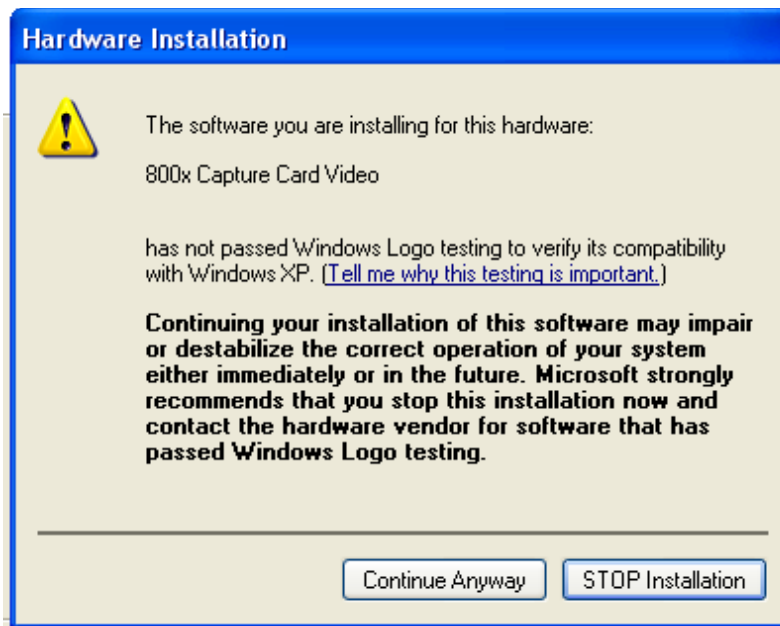 Hardware Installation
The software you are installing for this hardware:
800x Capture Card Video
has not passed Windows Logo testing to verify its compatibility
with Windows XP. (Tell me why this testing is important.)
Continuing your installation of this software may impair
or destabilize the correct operation of your system
either immediately or in the future. Microsoft strongly
recommends that you stop this installation now and
contact the hardware vendor for software that has
passed Windows Logo testing.
Continue Anyway
STOP Installation